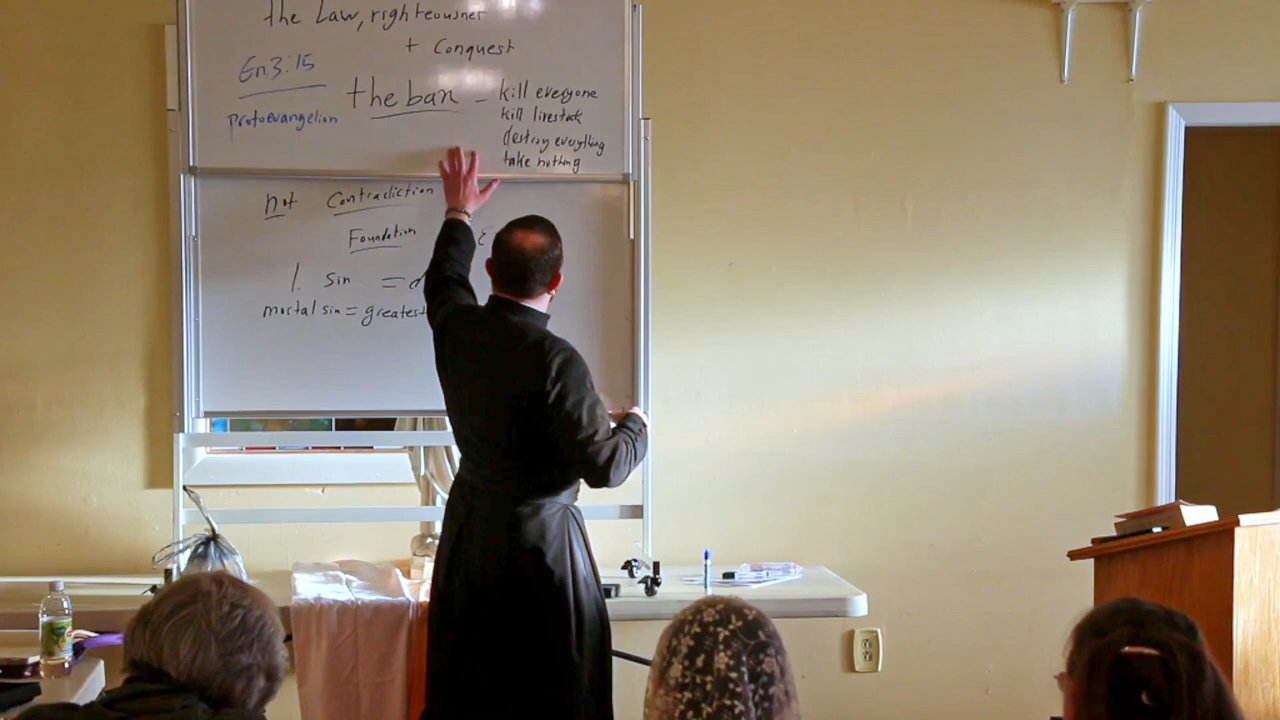 the Law, righteousnes
+ Conquest
Gn.3:15
protoevangelion
the ban - kill everyone
kill livestock
destroy everything
take nothing
not Contradiction
Foundation
1. sin =
mortal sin = greatest